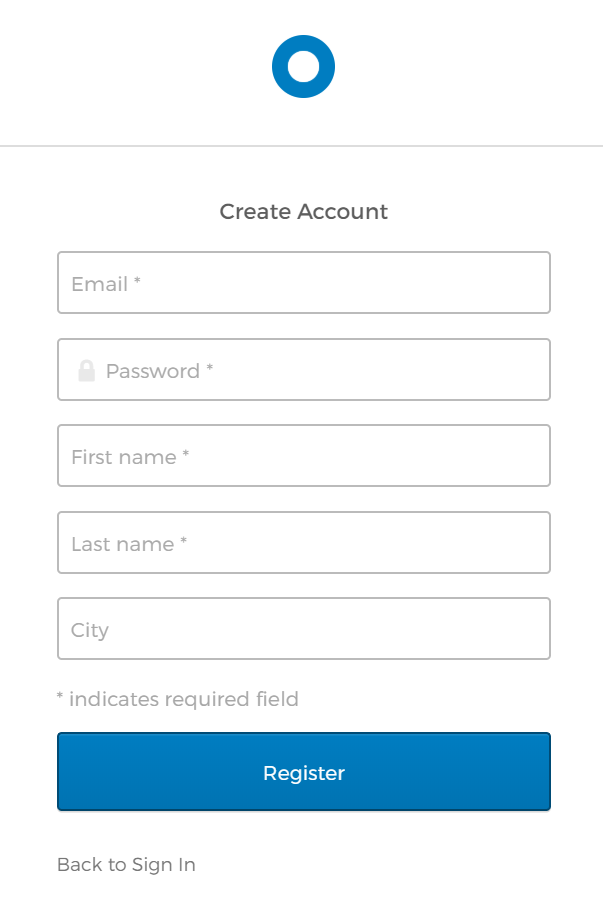 Create Account
Email *
Password *
First name *
Last name *
City
* indicates required field
Register
Back to Sign In